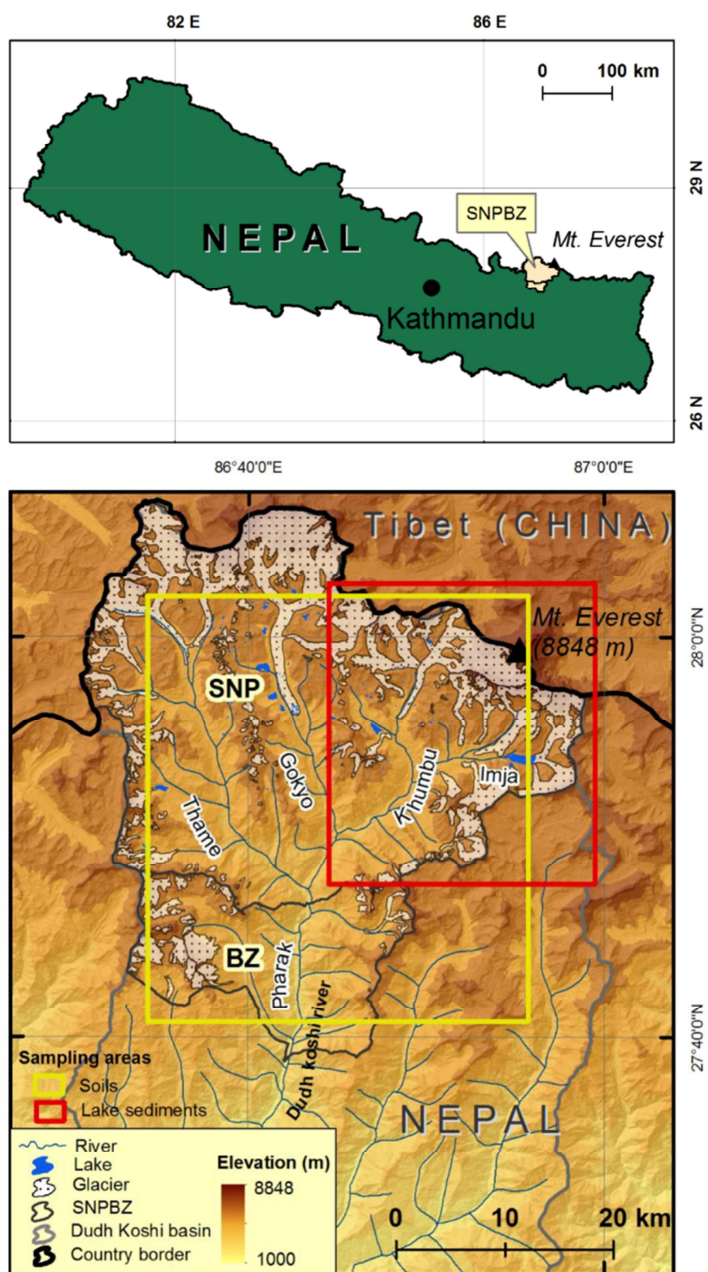 82 E
86 E
0 100 km
29 N
SNPBZ
Mt. Everest
NEPAL
Kathmandu
26 N
86°40'0"E
87°0'0"E
Tibet (CHINA)
Mt. Everest
(8848 m)
28°0'0"N
SNP
Gokyo
Khumbu
Imja
Thame
BZ
Pharak
Dudh koshi river
27°40'0"N
Sampling areas
Soils
Lake sediments
NEPAL
River
Lake
Glacier
SNPBZ
Dudh Koshi basin
Country border
Elevation (m)
8848
1000
0 10 20 km